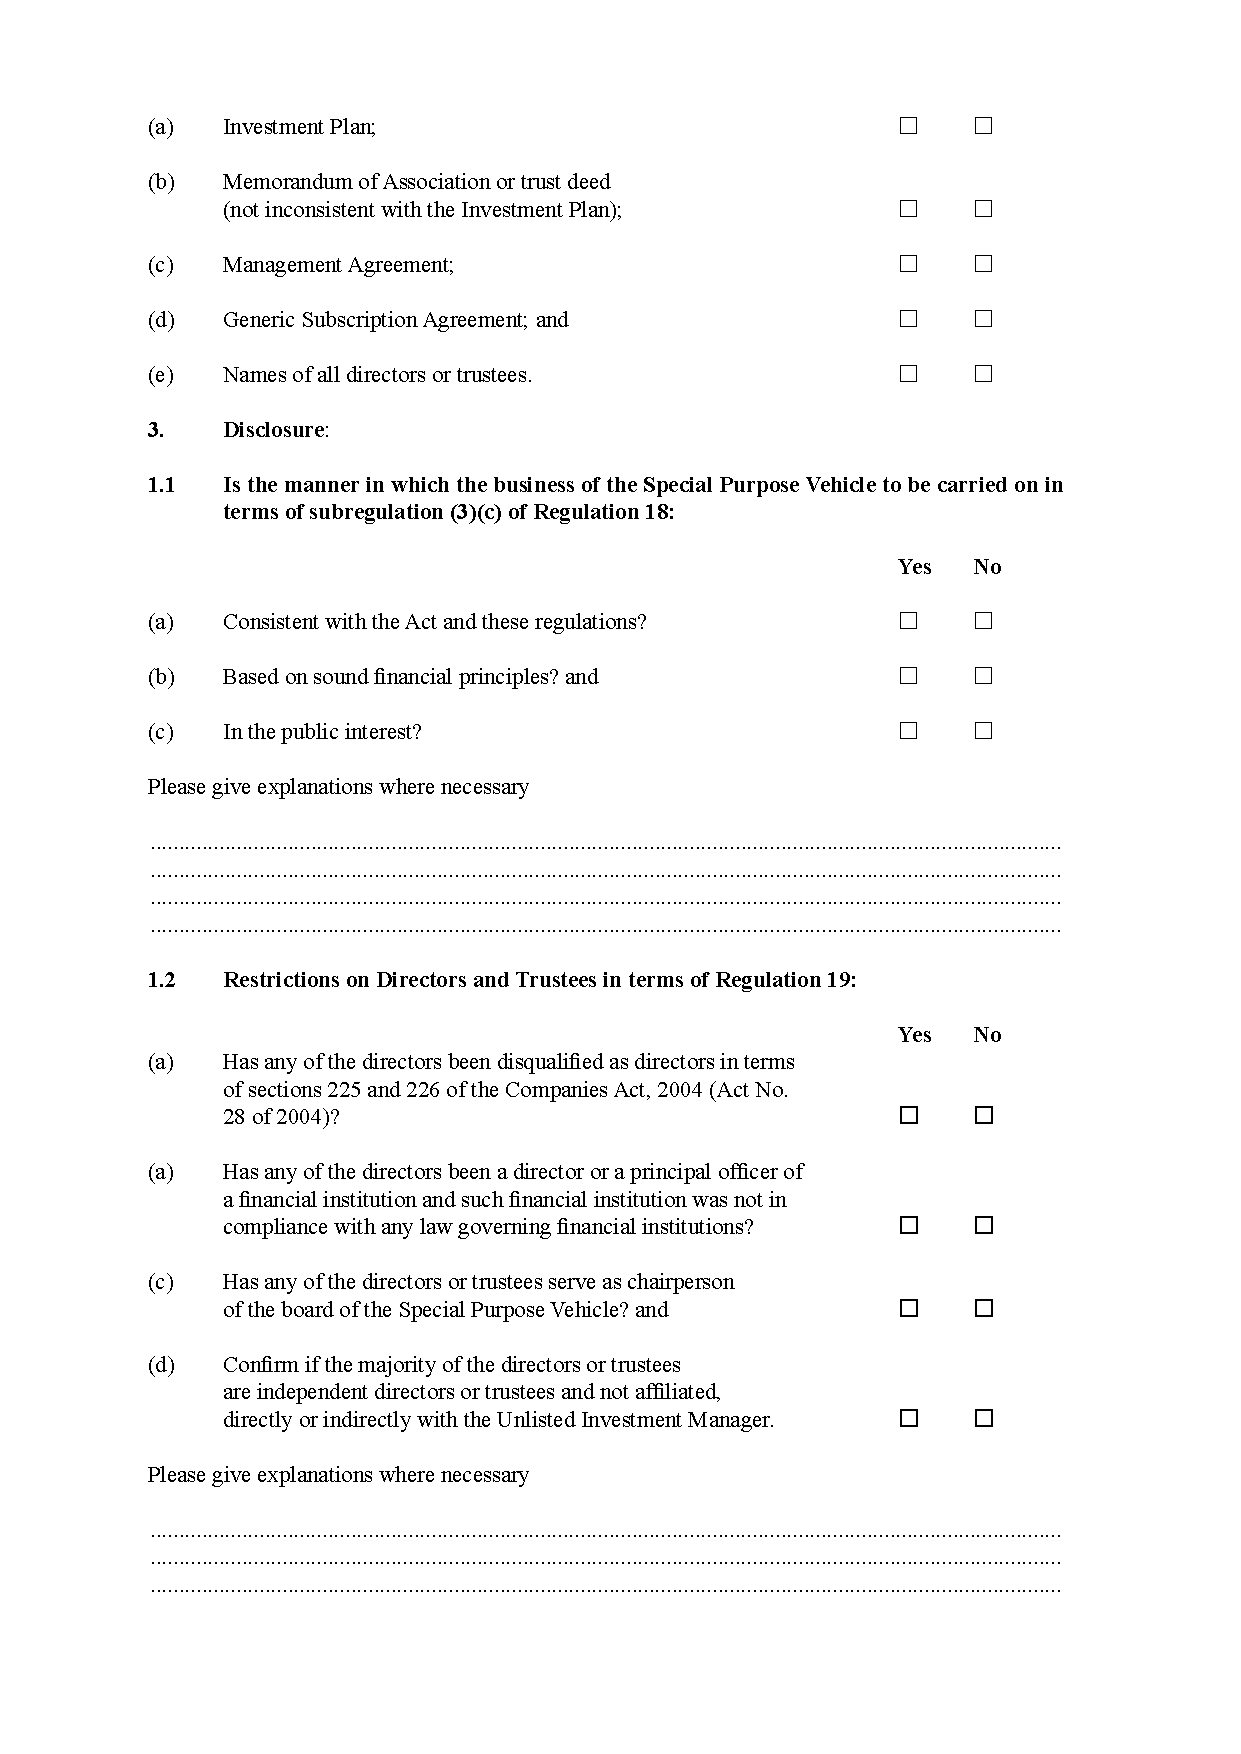 (a) Investment Plan; ☐ ☐
(b) Memorandum of Association or trust deed
(not inconsistent with the Investment Plan); ☐ ☐
(c) Management Agreement; ☐ ☐
(d) Generic Subscription Agreement; and ☐ ☐
(e) Names of all directors or trustees. ☐ ☐
3. Disclosure:
1.1 Is the manner in which the business of the Special Purpose Vehicle to be carried on in
terms of subregulation (3)(c) of Regulation 18:
Yes No
(a) Consistent with the Act and these regulations? ☐ ☐
(b) Based on sound financial principles? and ☐ ☐
(c) In the public interest? ☐ ☐
Please give explanations where necessary
................................................................................
................................................................................
................................................................................
................................................................................
1.2 Restrictions on Directors and Trustees in terms of Regulation 19:
Yes No
(a) Has any of the directors been disqualified as directors in terms
of sections 225 and 226 of the Companies Act, 2004 (Act No.
28 of 2004)? ☐ ☐
(a) Has any of the directors been a director or a principal officer of
a financial institution and such financial institution was not in
compliance with any law governing financial institutions? ☐ ☐
(c) Has any of the directors or trustees serve as chairperson
of the board of the Special Purpose Vehicle? and ☐ ☐
(d) Confirm if the majority of the directors or trustees
are independent directors or trustees and not affiliated,
directly or indirectly with the Unlisted Investment Manager. ☐ ☐
Please give explanations where necessary
................................................................................
................................................................................
................................................................................